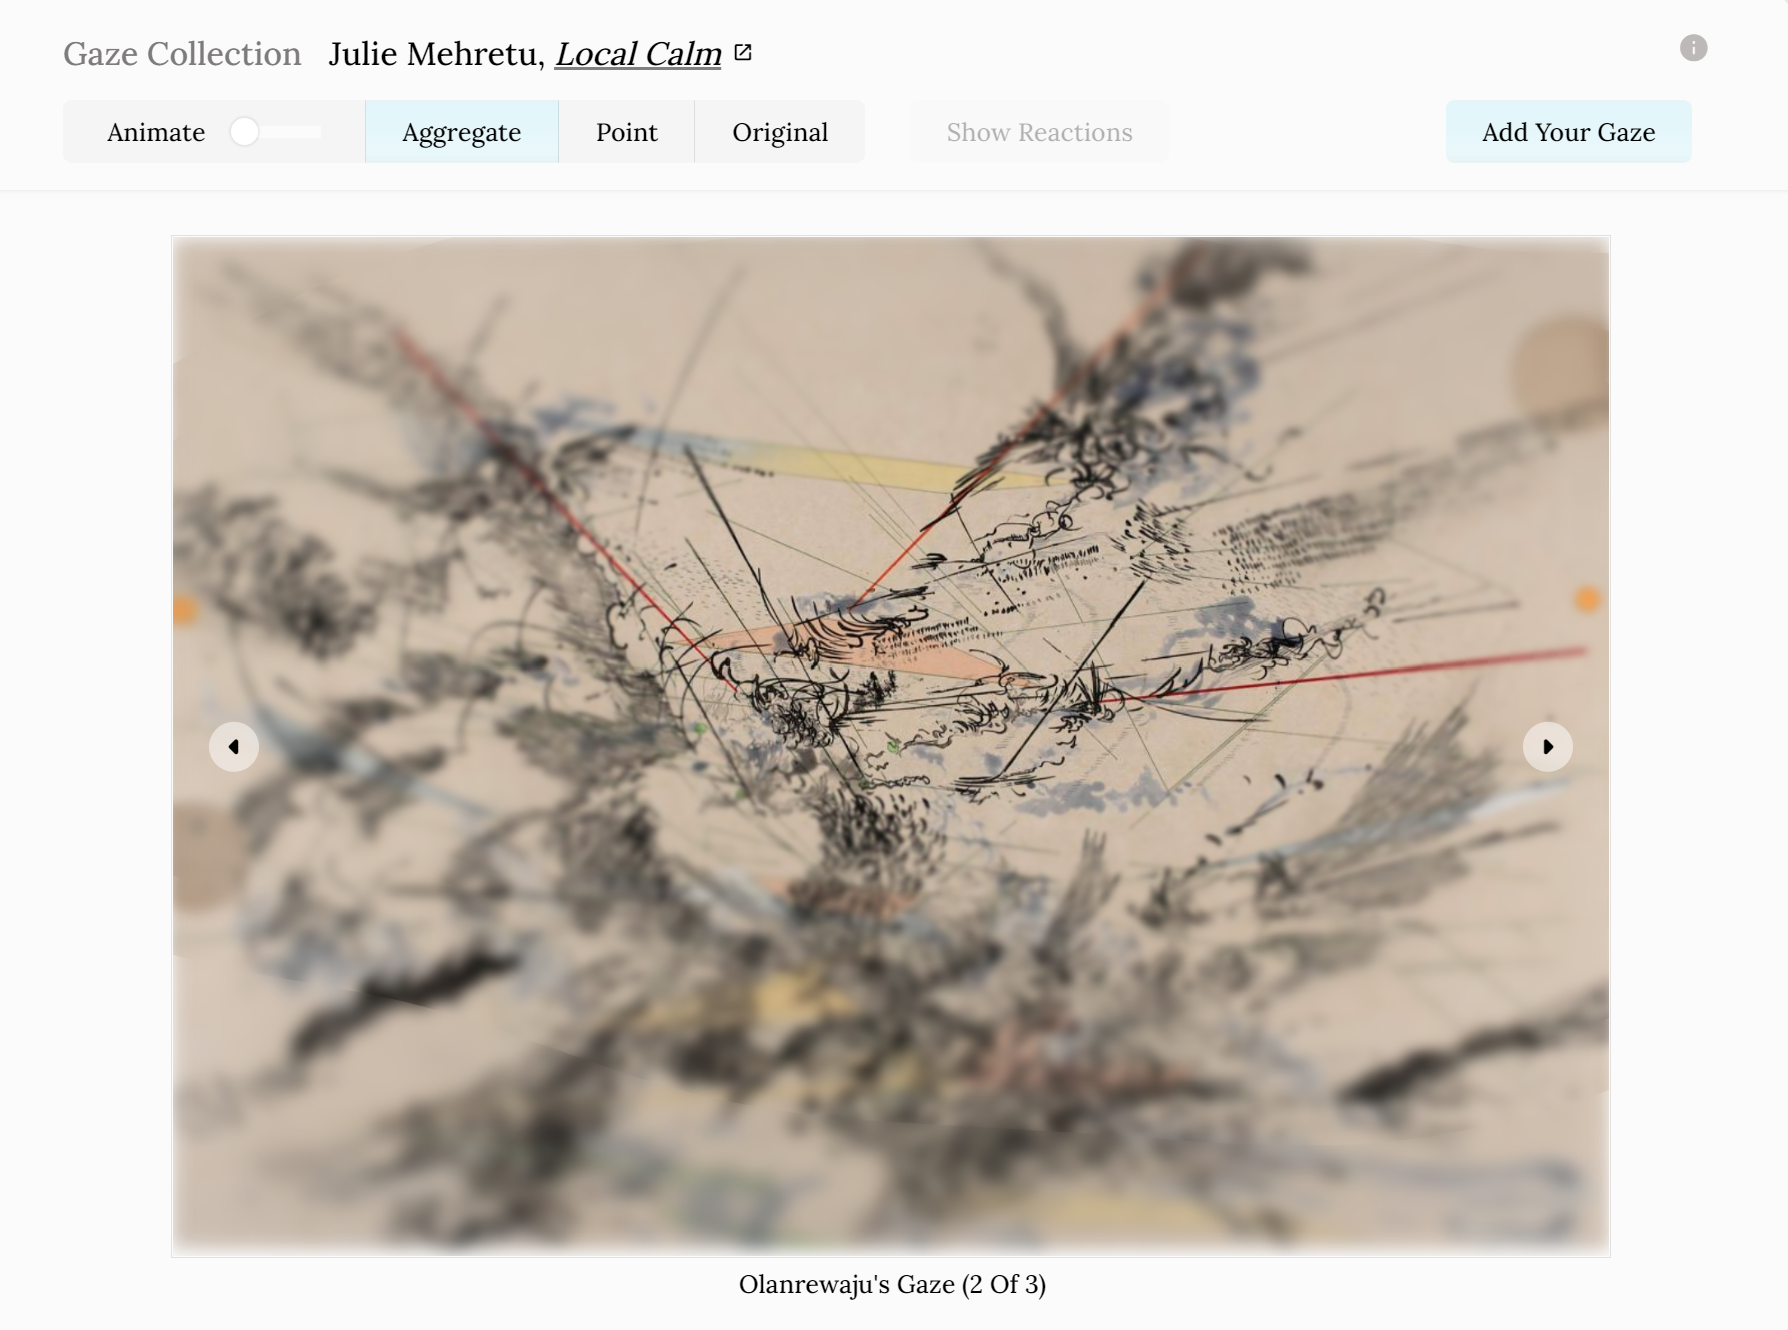 Gaze Collection Julie Mehretu, Local Calm
Animate Aggregate Point Original Show Reactions Add Your Gaze
Olanrewaju's Gaze (2 Of 3)